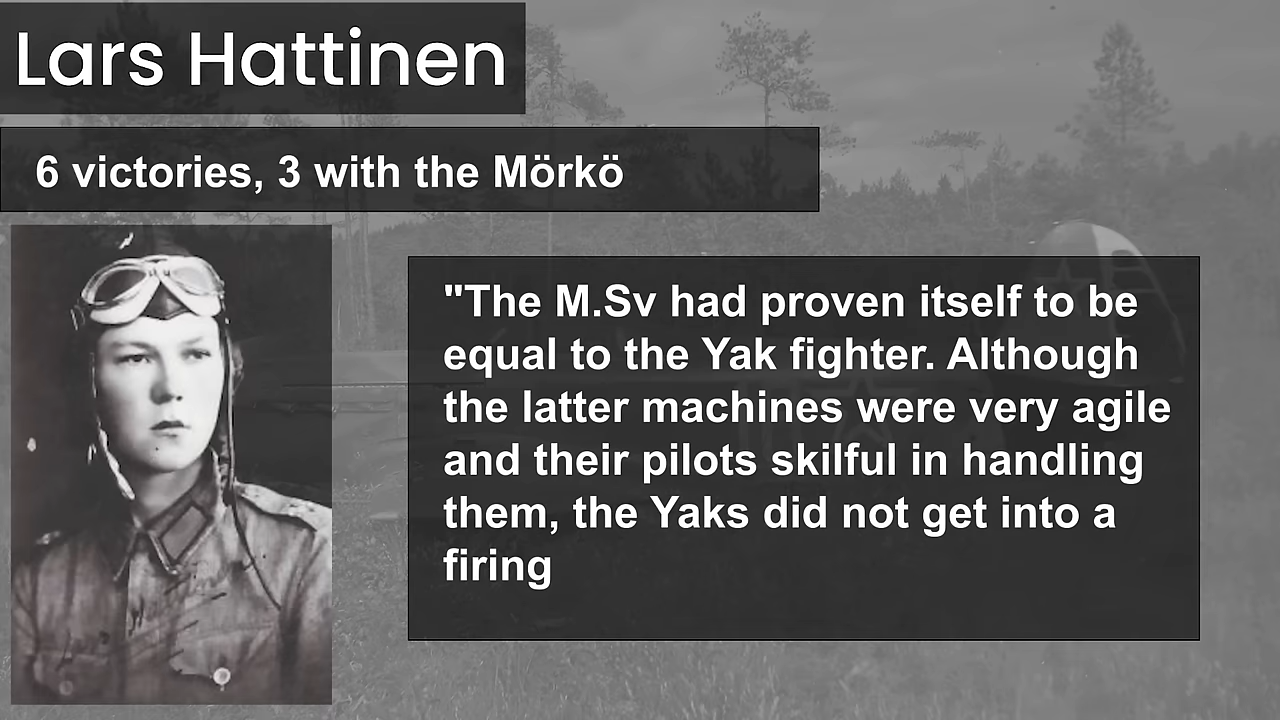 Lars Hattinen
6 victories, 3 with the Mörkö
"The M.Sv had proven itself to be
equal to the Yak fighter. Although
the latter machines were very agile
and their pilots skilful in handling
them, the Yaks did not get into a
firing